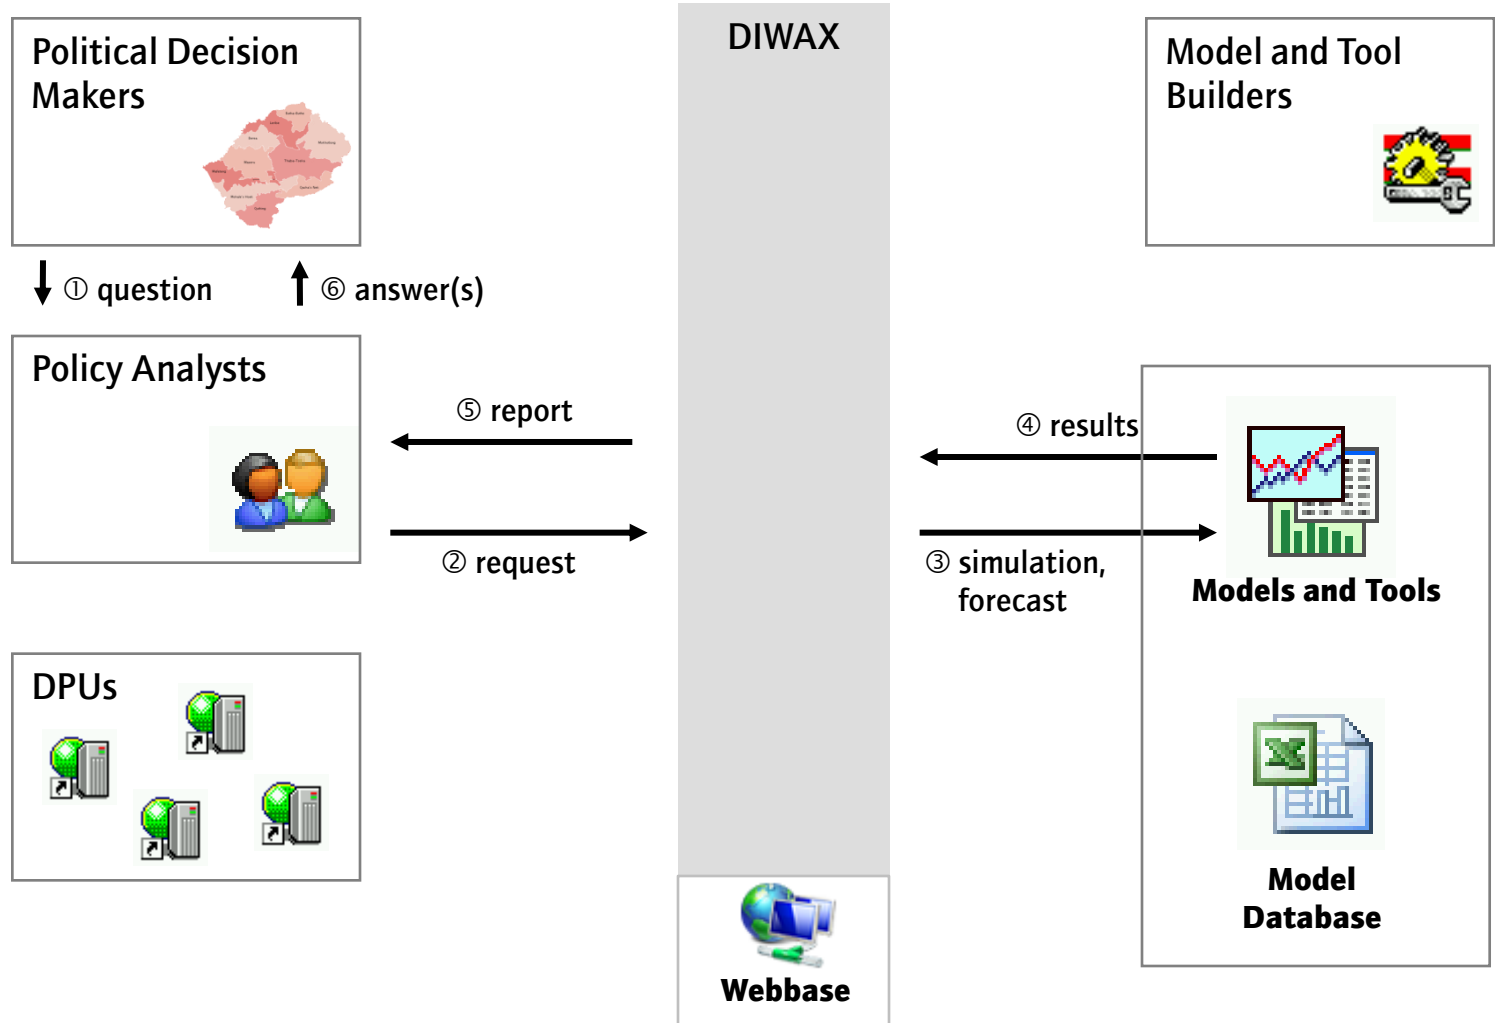 Political Decision
Makers
DIWAX
Model and Tool
Builders
① question
⑥ answer(s)
Policy Analysts
⑤ report
② request
④ results
③ simulation,
forecast
Models and Tools
DPUs
Model
Database
Webbase